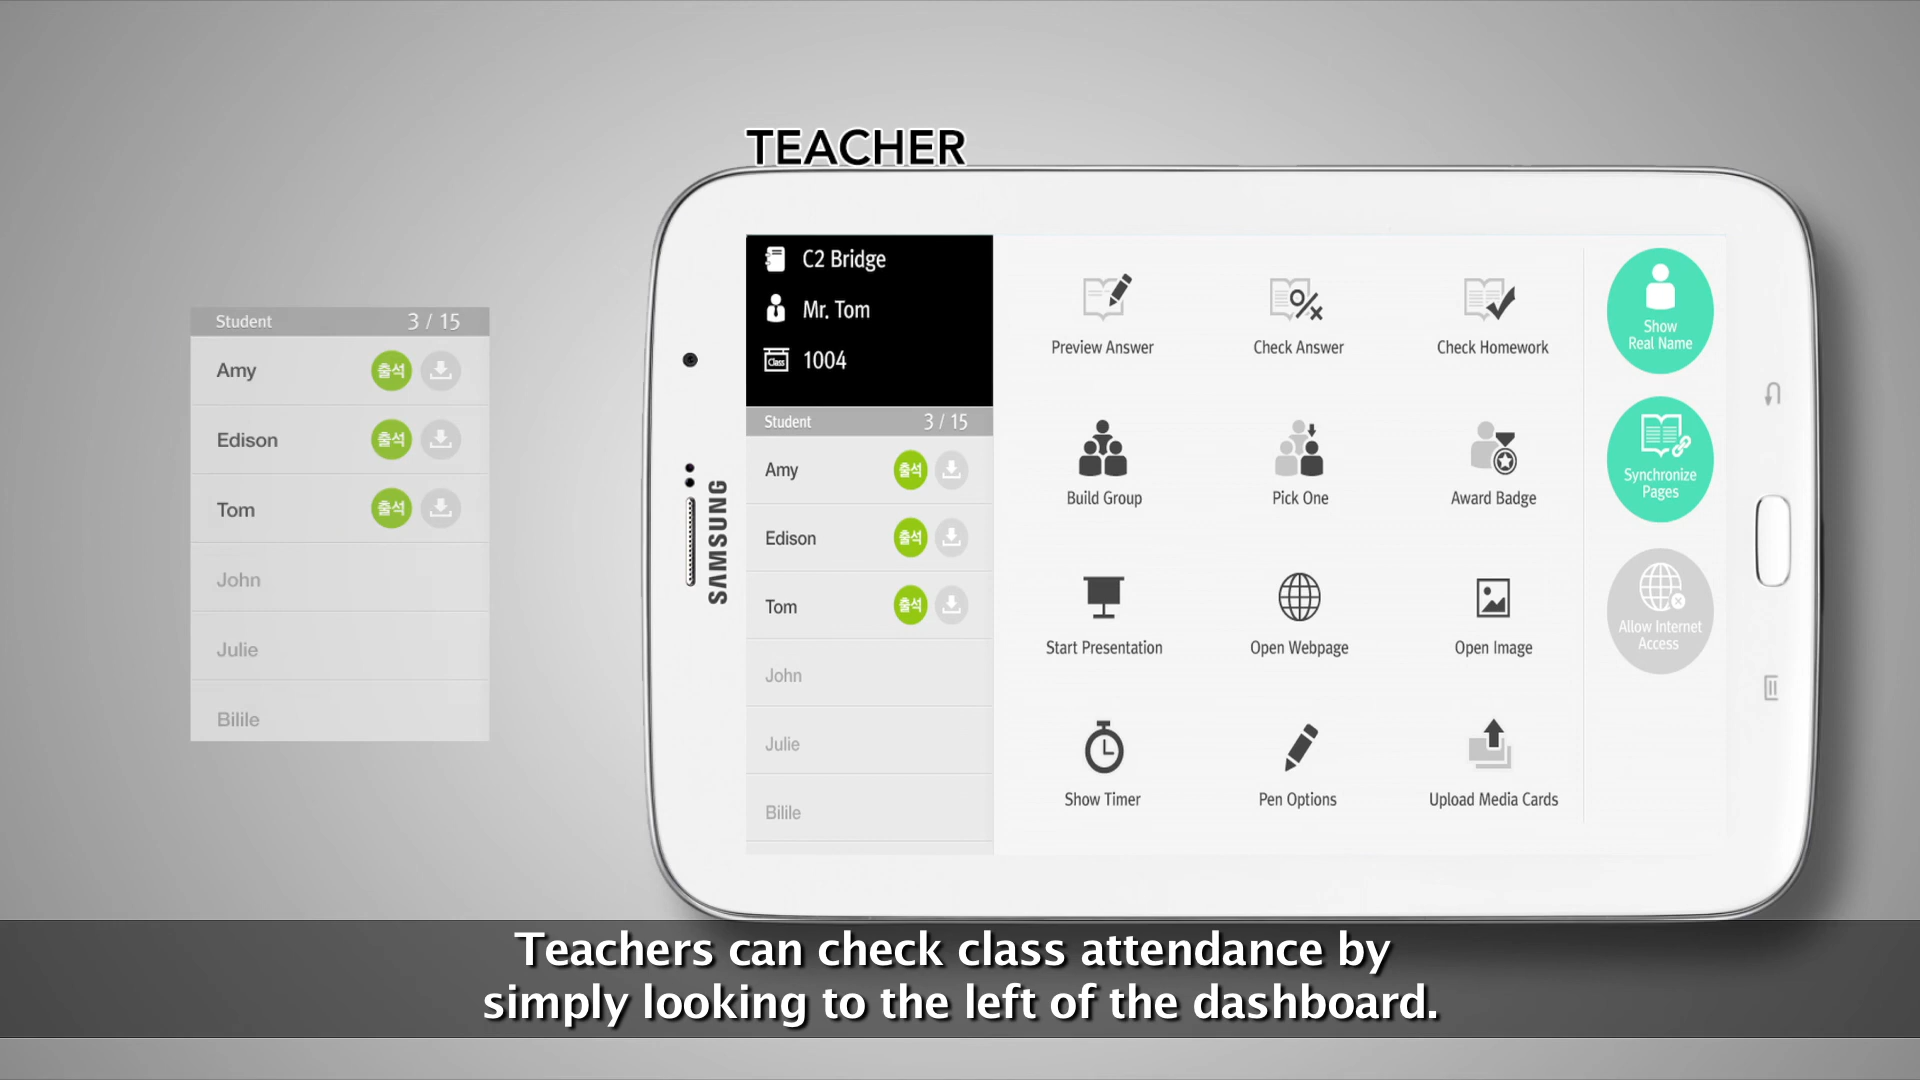 TEACHER
Student 3 / 15
Amy 출석
Edison 출석
Tom 출석
John
Julie
Bilile
SAMSUNG
C2 Bridge
Mr. Tom
Class 1004
Student 3 / 15
Amy 출석
Edison 출석
Tom 출석
John
Julie
Bilile
Preview Answer
Check Answer
Check Homework
Build Group
Pick One
Award Badge
Start Presentation
Open Webpage
Open Image
Show Timer
Pen Options
Upload Media Cards
Show
Real Name
Synchronize
Pages
Allow Internet
Access
Teachers can check class attendance by
simply looking to the left of the dashboard.